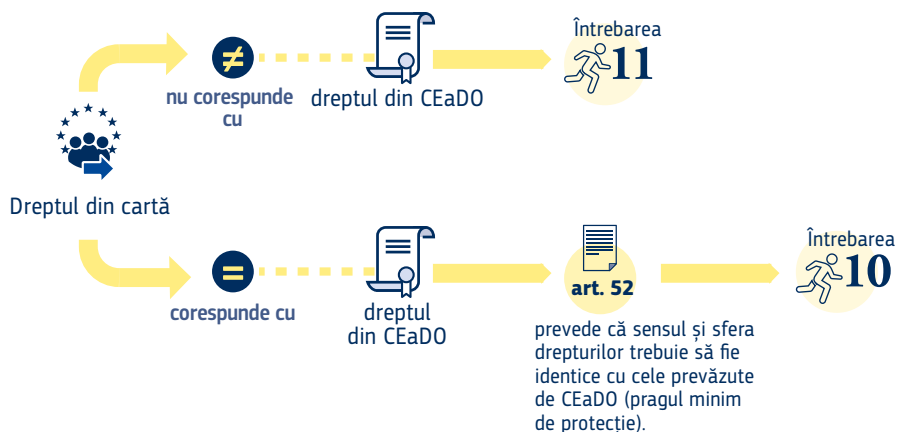 Întrebarea
11
≠
nu corespunde
cu
dreptul din CEaDO
Dreptul din cartă
=
corespunde cu
dreptul
din CEaDO
art. 52
prevede că sensul și sfera
drepturilor trebuie să fie
identice cu cele prevăzute
de CEaDO (pragul minim
de protecție).
Întrebarea
10